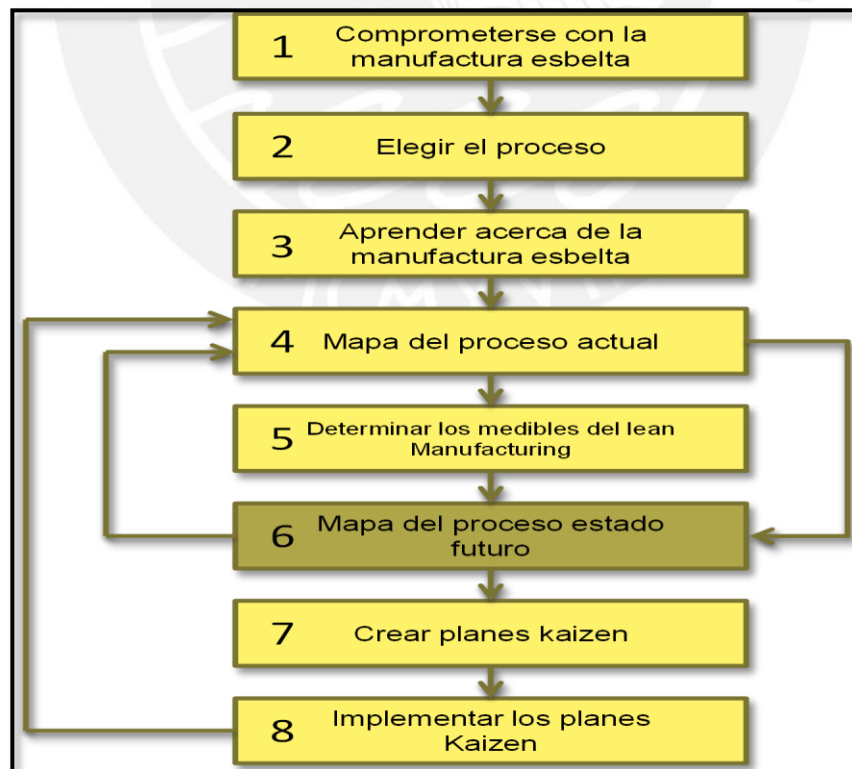 1
Comprometerse con la
manufactura esbelta
2
Elegir el proceso
3
Aprender acerca de la
manufactura esbelta
4
Mapa del proceso actual
5
Determinar los medibles del lean
Manufacturing
6
Mapa del proceso estado
futuro
7
Crear planes kaizen
8
Implementar los planes
Kaizen